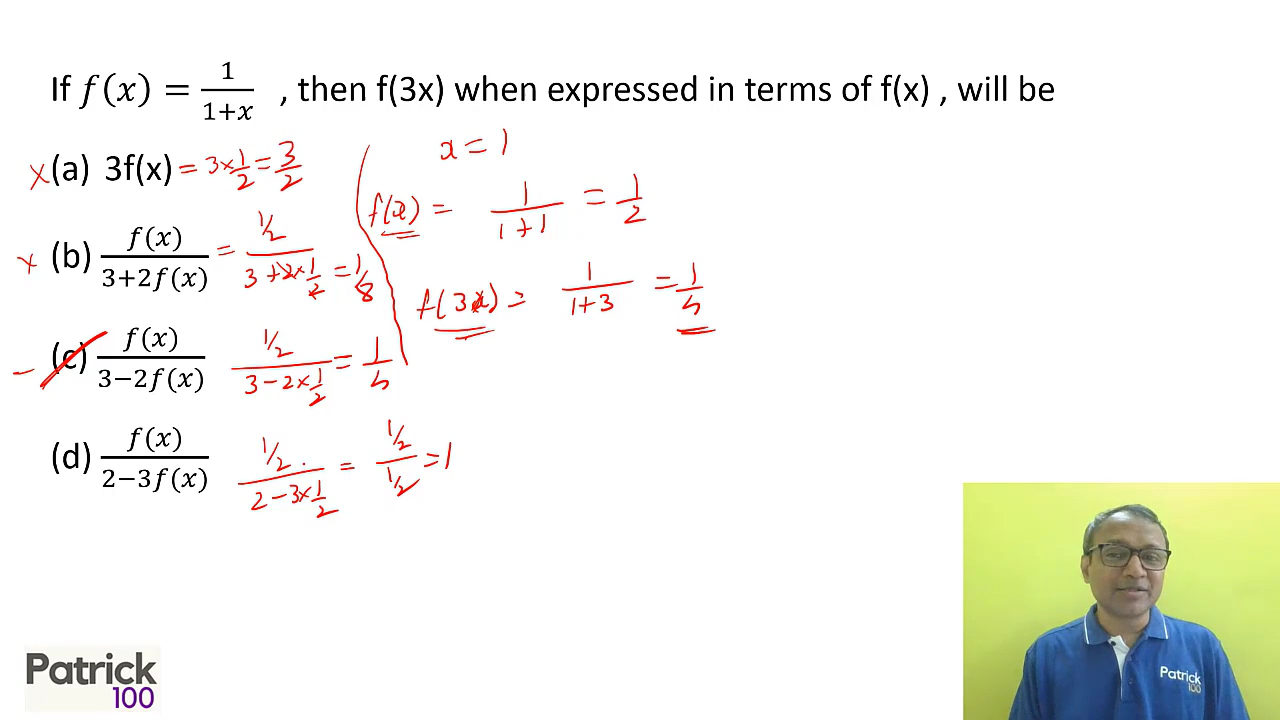 If f(x) = 1/(1+x) , then f(3x) when expressed in terms of f(x) , will be
x = 1
x (a) 3f(x) = 3×1/2 = 3/2
f(x) = 1/(1+1) = 1/2
x (b) f(x)/(3+2f(x)) = 1/2/(3+2×1/2) = 1/8
f(3x) = 1/(1+3) = 1/4
(c) f(x)/(3−2f(x)) 1/2/(3−2×1/2) = 1/4
(d) f(x)/(2−3f(x)) 1/2/(2−3×1/2) = 1/2/1/2 = 1
Patrick
100
Patrick
100